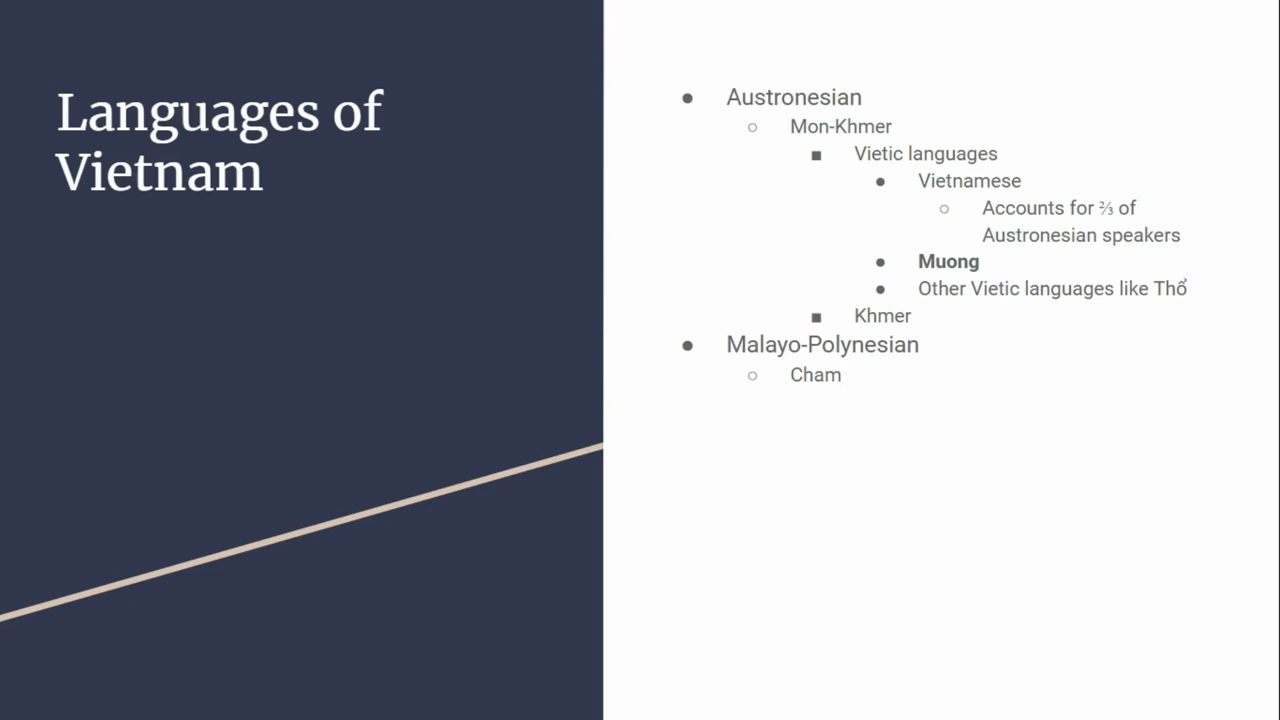 Languages of
Vietnam
● Austronesian
○ Mon-Khmer
■ Vietic languages
● Vietnamese
○ Accounts for ⅔ of
Austronesian speakers
● Muong
● Other Vietic languages like Thổ
■ Khmer
● Malayo-Polynesian
○ Cham